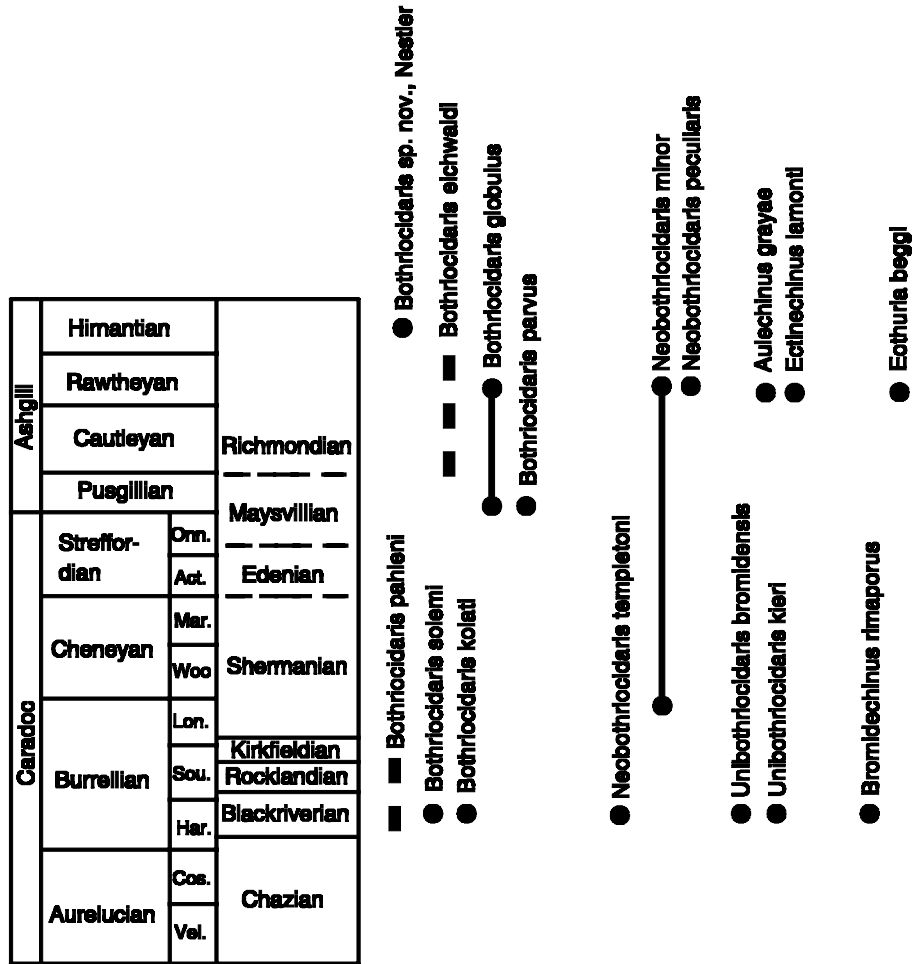 Ashgill
Caradoc
Hirnantian
Rawtheyan
Cautleyan
Pusgillian
Streffor-
dian
Cheneyan
Burrellian
Aurelucian
Onn.
Act.
Mar.
Woo
Lon.
Sou.
Har.
Cos.
Vel.
Richmondian
Maysvillian
Edenian
Shermanian
Kirkfieldian
Rocklandian
Blackriverian
Chazian
Bothriocidaris sp. nov., Nestler
Bothriocidaris eichwaldi
Bothriocidaris globulus
Bothriocidaris parvus
Bothriocidaris pahleni
Bothriocidaris solemi
Bothriocidaris kolati
Neobothriocidaris templetoni
Neobothriocidaris minor
Neobothriocidaris peculiaris
Unibothriocidaris bromidensis
Unibothriocidaris kieri
Aulechinus grayae
Ectinechinus lamonti
Bromidechinus rimaporus
Eothuria beggi